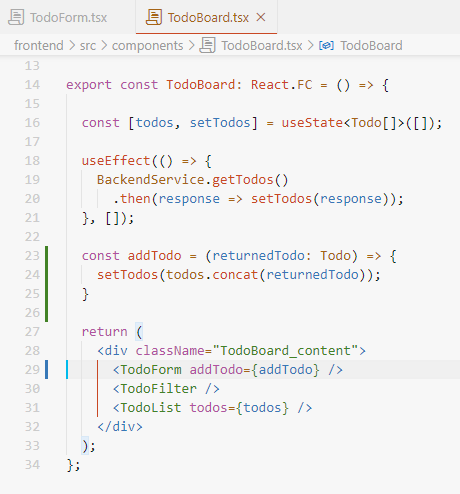 TodoForm.tsx TodoBoard.tsx
frontend > src > components > TodoBoard.tsx > TodoBoard
13
14 export const TodoBoard: React.FC = () => {
15
16 const [todos, setTodos] = useState<Todo[]>([]);
17
18 useEffect(() => {
19 BackendService.getTodos()
20 .then(response => setTodos(response));
21 }, []);
22
23 const addTodo = (returnedTodo: Todo) => {
24 setTodos(todos.concat(returnedTodo));
25 }
26
27 return (
28 <div className="TodoBoard_content">
29 <TodoForm addTodo={addTodo} />
30 <TodoFilter />
31 <TodoList todos={todos} />
32 </div>
33 );
34 };